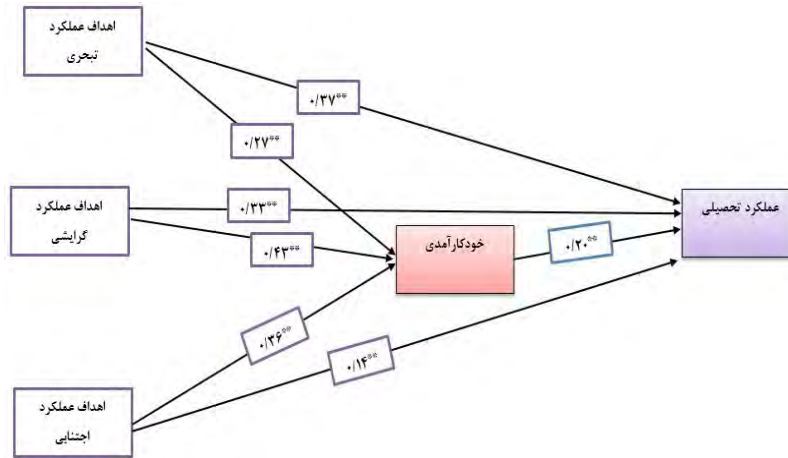 اهداف عملکرد
تبحری
۰/۳۷**
۰/۲۷**
اهداف عملکرد
گرایشی
۰/۳۳**
۰/۴۳**
خودکارآمدی
۰/۲۰**
عملکرد تحصیلی
۰/۳۶**
۰/۱۴**
اهداف عملکرد
اجتنابی